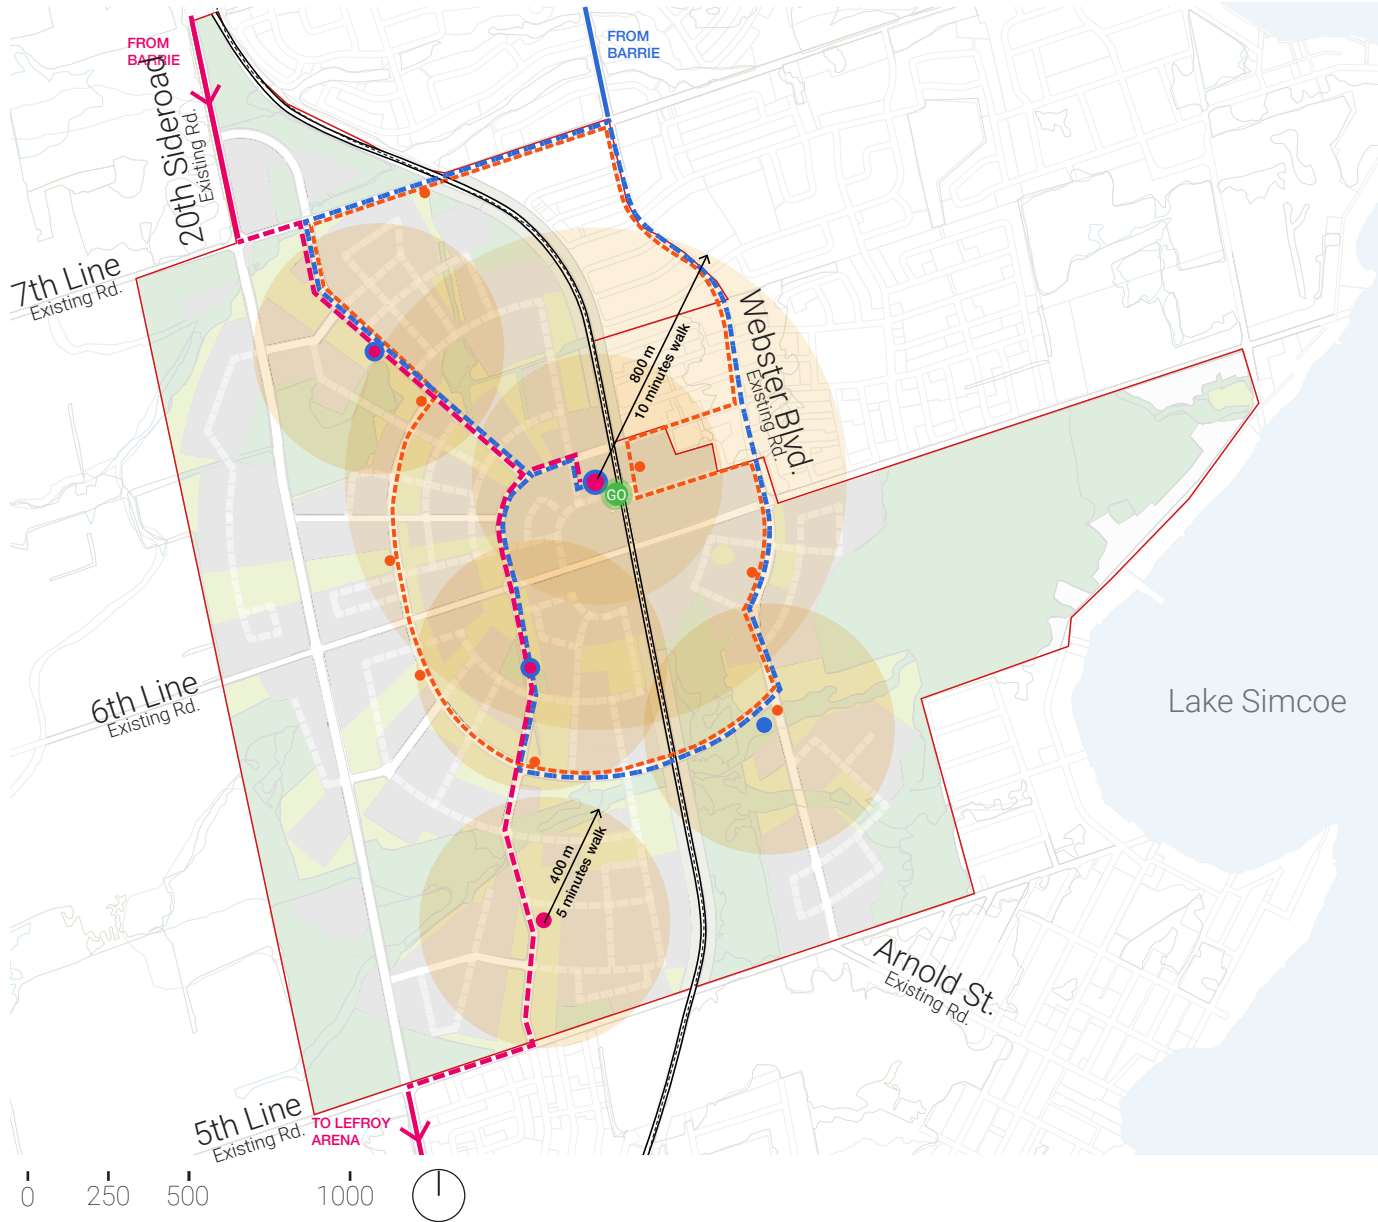 FROM
BARRIE
FROM
BARRIE
20th Sideroad
Existing Rd.
7th Line
Existing Rd.
Webster Blvd.
Existing Rd.
800 m
10 minutes walk
GO
6th Line
Existing Rd.
Lake Simcoe
400 m
5 minutes walk
Arnold St.
Existing Rd.
5th Line
Existing Rd.
TO LEFROY
ARENA
0 250 500 1000